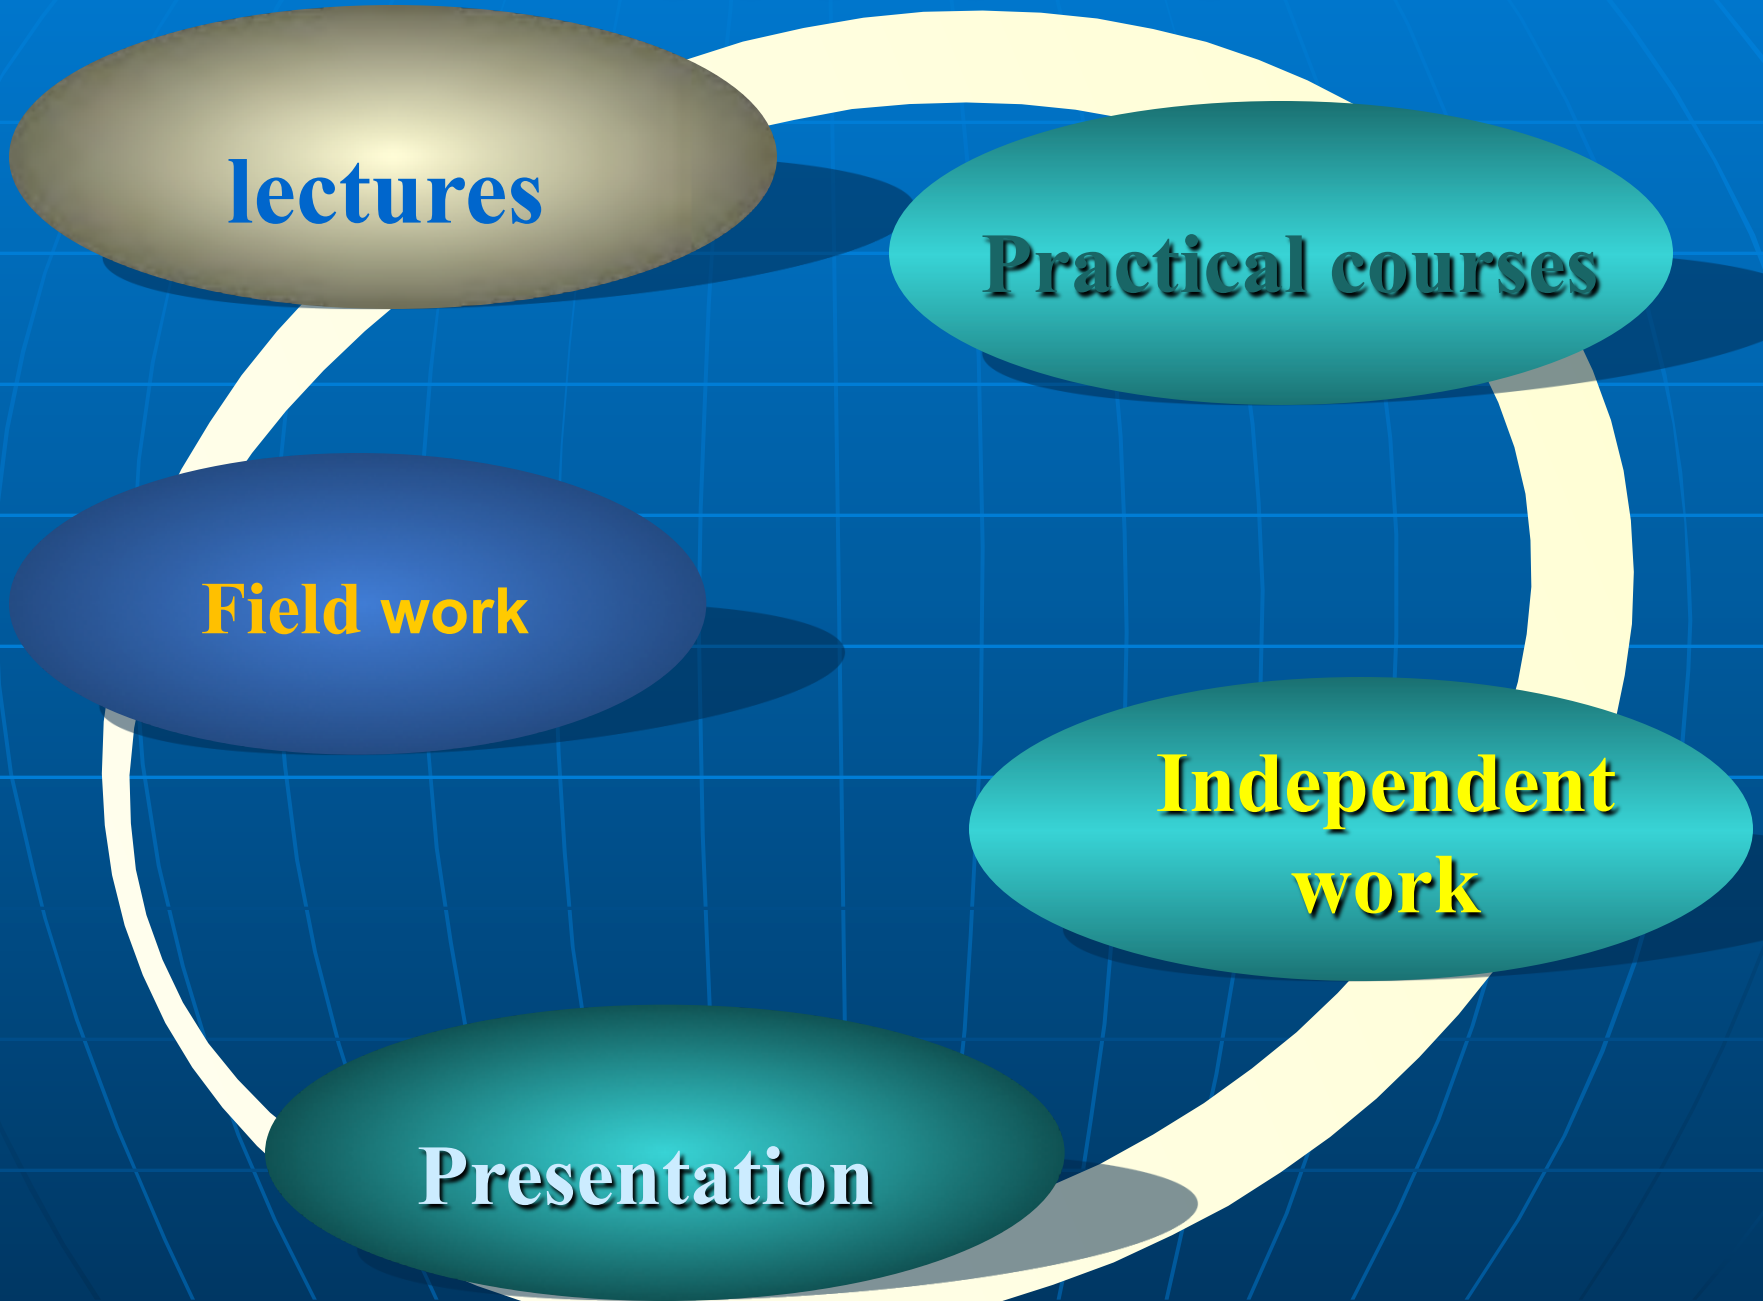 lectures
Practical courses
Field work
Independent
work
Presentation